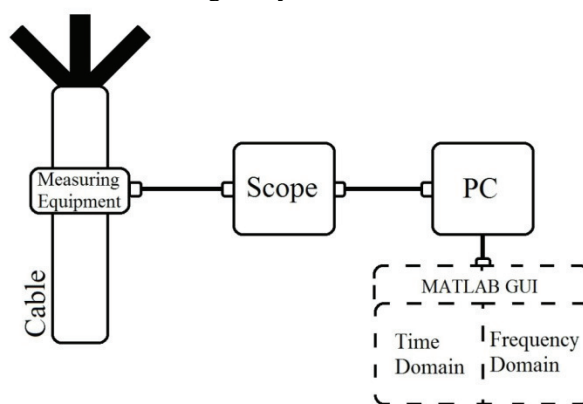 Measuring
Equipment
Scope
PC
Cable
MATLAB GUI
Time
Domain
Frequency
Domain